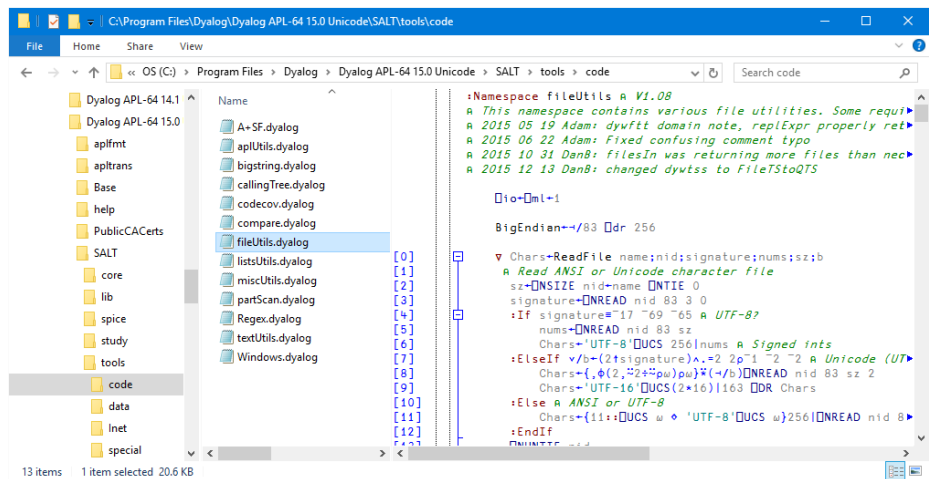 C:\Program Files\Dyalog\Dyalog APL-64 15.0 Unicode\SALT\tools\code
File Home Share View
« OS (C:) › Program Files › Dyalog › Dyalog APL-64 15.0 Unicode › SALT › tools › code
Search code
Dyalog APL-64 14.1
Dyalog APL-64 15.0
aplfmt
apltrans
Base
help
PublicCACerts
SALT
core
lib
spice
study
tools
code
data
Inet
special
Name
A+SF.dyalog
aplUtils.dyalog
bigstring.dyalog
callingTree.dyalog
codecov.dyalog
compare.dyalog
fileUtils.dyalog
listsUtils.dyalog
miscUtils.dyalog
partScan.dyalog
Regex.dyalog
textUtils.dyalog
Windows.dyalog
:Namespace fileUtils ⍝ V1.08
⍝ This namespace contains various file utilities. Some requi
⍝ 2015 05 19 Adam: dywftt domain note, replExpr properly ret
⍝ 2015 06 22 Adam: Fixed confusing comment typo
⍝ 2015 10 31 DanB: filesIn was returning more files than nec
⍝ 2015 12 13 DanB: changed dywtss to FileTStoQTS
⎕io←⎕ml←1
BigEndian←⊣/83 ⎕dr 256
[0] ∇ Chars←ReadFile name;nid;signature;nums;sz;b
[1] ⍝ Read ANSI or Unicode character file
[2] sz←⎕NSIZE nid←name ⎕NTIE 0
[3] signature←⎕NREAD nid 83 3 0
[4] :If signature≡¯17 ¯69 ¯65 ⍝ UTF-8?
[5] nums←⎕NREAD nid 83 sz
[6] Chars←'UTF-8'⎕UCS 256|nums ⍝ Signed ints
[7] :ElseIf ∨/b←(2↑signature)∧.=2 2⍴¯1 ¯2 ¯2 ⍝ Unicode (UT
[8] Chars←{,⌽(2,⍨2÷⍨⍴⍵)⍴⍵}⍣(⊣/b)⎕NREAD nid 83 sz 2
[9] Chars←'UTF-16'⎕UCS(2*16)|163 ⎕DR Chars
[10] :Else ⍝ ANSI or UTF-8
[11] Chars←{11::⎕UCS ⍵ ⋄ 'UTF-8'⎕UCS ⍵}256|⎕NREAD nid 8
[12] :EndIf
13 items 1 item selected 20.6 KB